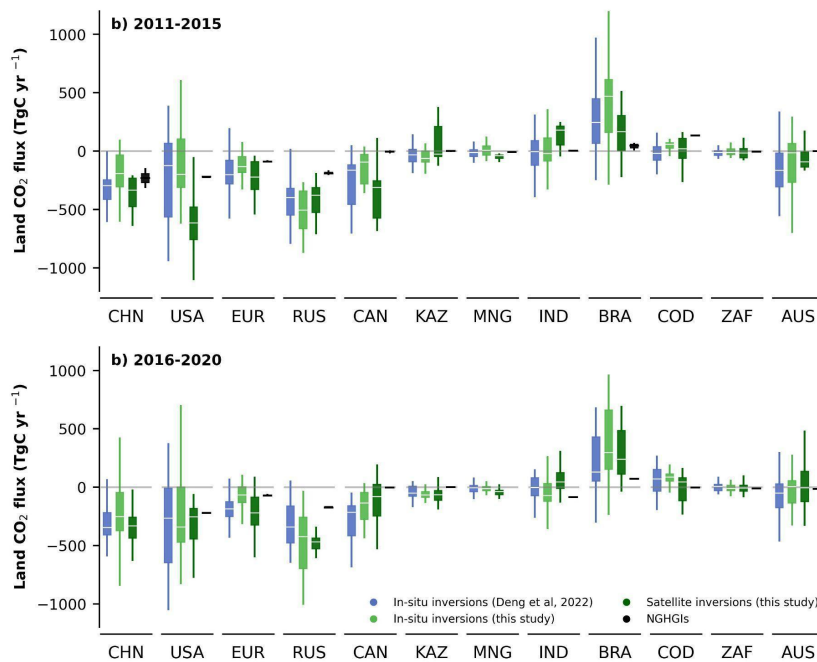 b) 2011-2015
Land CO2 flux (TgC yr −1)
1000
500
0
−500
−1000
CHN USA EUR RUS CAN KAZ MNG IND BRA COD ZAF AUS
b) 2016-2020
Land CO2 flux (TgC yr −1)
1000
500
0
−500
−1000
In-situ inversions (Deng et al, 2022)
In-situ inversions (this study)
Satellite inversions (this study)
NGHGIs
CHN USA EUR RUS CAN KAZ MNG IND BRA COD ZAF AUS